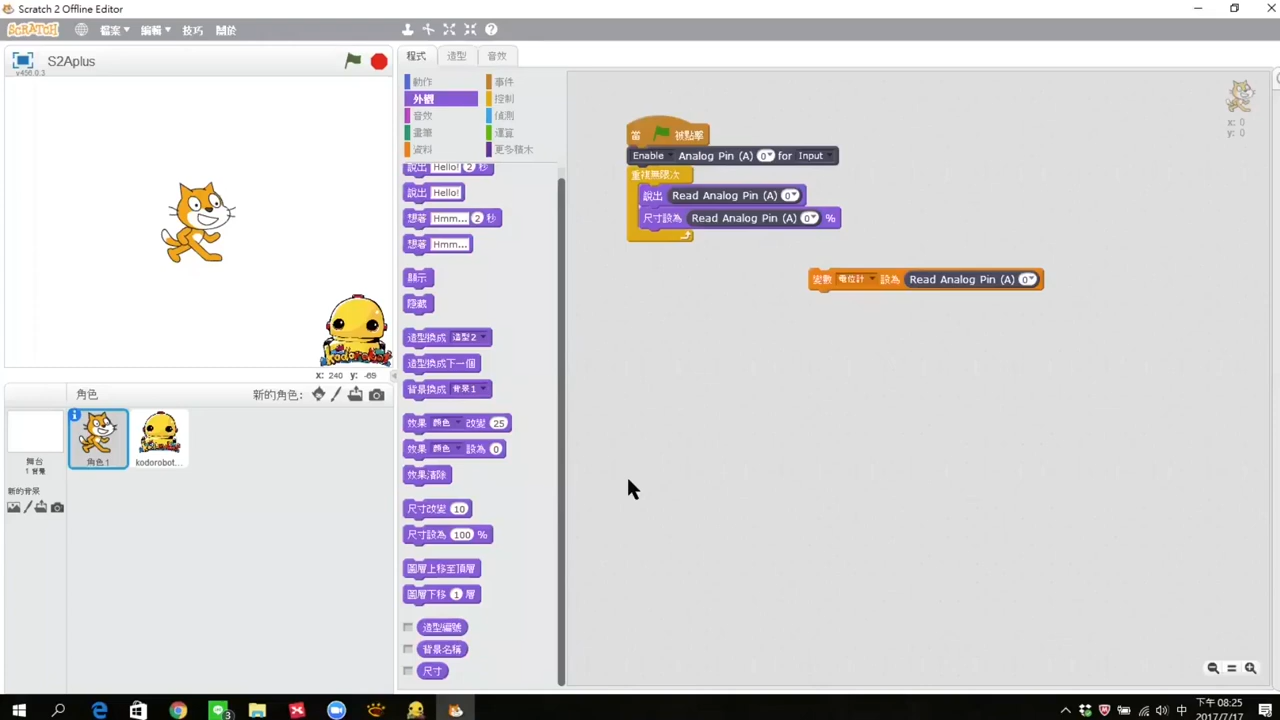 Scratch 2 Offline Editor
SCRATCH 檔案 編輯 技巧 關於
S2Aplus
v456.0.3
程式 造型 音效
動作 事件
外觀 控制
音效 偵測
畫筆 運算
資料 更多積木
說出 Hello! 2 秒
說出 Hello!
想著 Hmm... 2 秒
想著 Hmm...
顯示
隱藏
造型換成 造型2
造型換成下一個
背景換成 背景1
效果 顏色 改變 25
效果 顏色 設為 0
效果清除
尺寸改變 10
尺寸設為 100 %
圖層上移至頂層
圖層下移 1 層
造型編號
背景名稱
尺寸
當 被點擊
Enable Analog Pin (A) 0 for Input
重複無限次
說出 Read Analog Pin (A) 0
尺寸設為 Read Analog Pin (A) 0 %
變數 電位計 設為 Read Analog Pin (A) 0
x: 0
y: 0
kodorobot
x: 240 y: -69
角色 新的角色:
舞台
1 背景
新的背景
角色1
kodorobot...
3
中
下午 08:25
2017/7/17